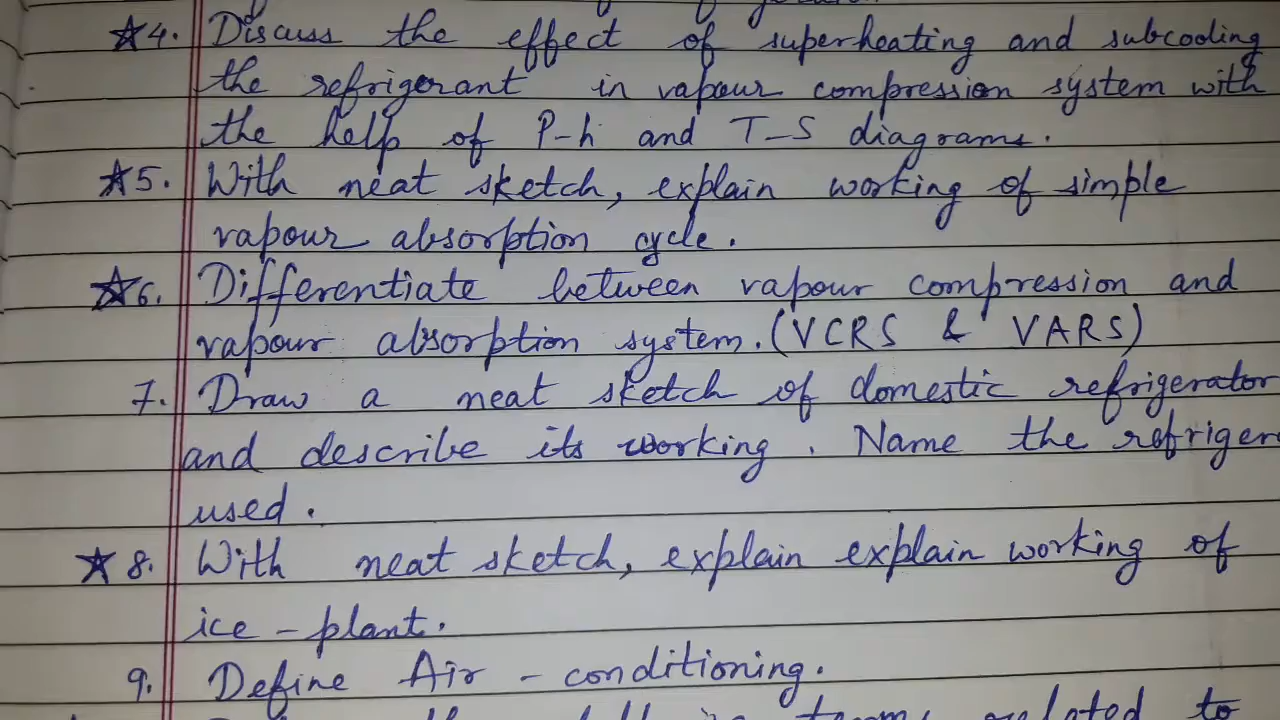 ☆4. Discuss the effect of superheating and subcooling
the refrigerant in vapour compression system with
the help of P-h and T-S diagrams.
☆5. With neat sketch, explain working of simple
vapour absorption cycle.
☆6. Differentiate between vapour compression and
vapour absorption system. (VCRS & VARS)
7. Draw a neat sketch of domestic refrigerator
and describe its working. Name the refriger
used.
★8. With neat sketch, explain explain working of
ice-plant.
9. Define Air-conditioning.
related to